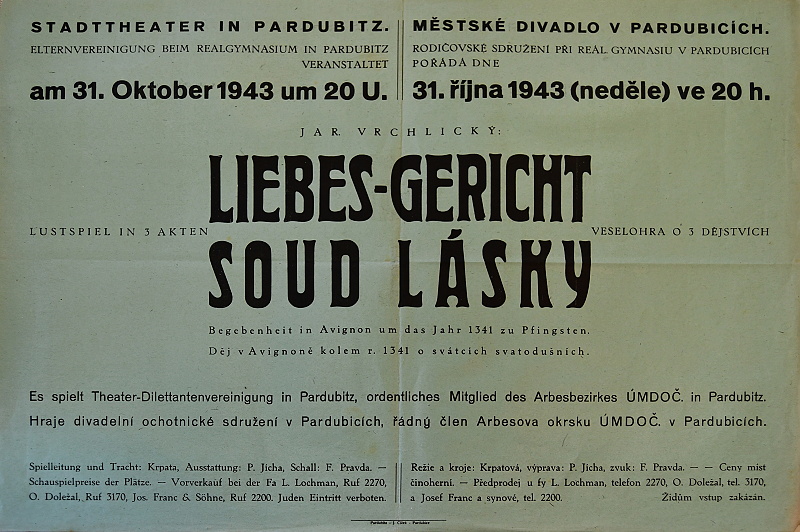 STADTTHEATER IN PARDUBITZ.
ELTERNVEREINIGUNG BEIM REALGYMNASIUM IN PARDUBITZ
VERANSTALTET
am 31. Oktober 1943 um 20 U.
MĚSTSKÉ DIVADLO V PARDUBICÍCH.
RODIČOVSKÉ SDRUŽENÍ PŘI REÁL. GYMNASIU V PARDUBICÍCH
POŘÁDÁ DNE
31. října 1943 (neděle) ve 20 h.
JAR. VRCHLICKÝ:
LIEBES-GERICHT
LUSTSPIEL IN 3 AKTEN
VESELOHRA O 3 DĚJSTVÍCH
SOUD LÁSKY
Begebenheit in Avignon um das Jahr 1341 zu Pfingsten.
Děj v Avignoně kolem r. 1341 o svátcích svatodušních.
Es spielt Theater-Dilettantenvereinigung in Pardubitz, ordentliches Mitglied des Arbesbezirkes ÚMDOČ. in Pardubitz.
Hraje divadelní ochotnické sdružení v Pardubicích, řádný člen Arbesova okrsku ÚMDOČ. v Pardubicích.
Spielleitung und Tracht: Krpata, Ausstattung: P. Jícha, Schall: F. Pravda. —
Schauspielpreise der Plätze. — Vorverkauf bei der Fa L. Lochman, Ruf 2270,
O. Doležal, Ruf 3170, Jos. Franc & Söhne, Ruf 2200. Juden Eintritt verboten.
Režie a kroje: Krpatová, výprava: P. Jícha, zvuk: F. Pravda. — — Ceny míst
činoherní. — Předprodej u fy L. Lochman, telefon 2270, O. Doležal, tel. 3170,
a Josef Franc a synové, tel. 2200. Židům vstup zakázán.